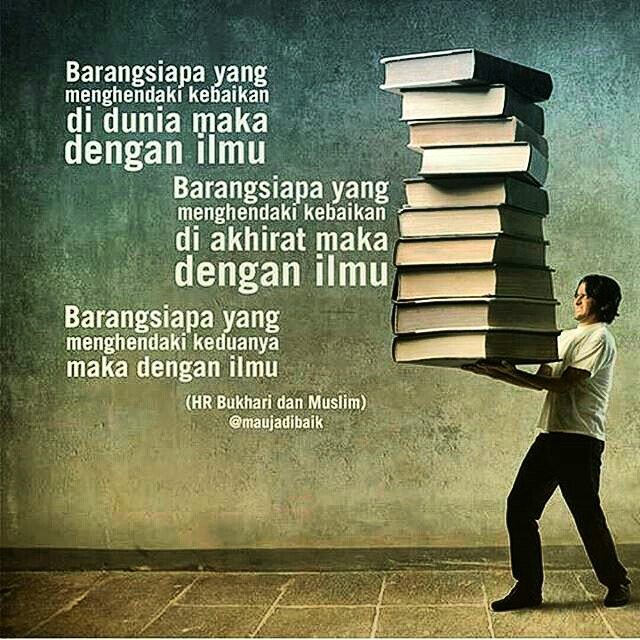 Barangsiapa yang
menghendaki kebaikan
di dunia maka
dengan ilmu
Barangsiapa yang
menghendaki kebaikan
di akhirat maka
dengan ilmu
Barangsiapa yang
menghendaki keduanya
maka dengan ilmu
(HR Bukhari dan Muslim)
@maujadibaik